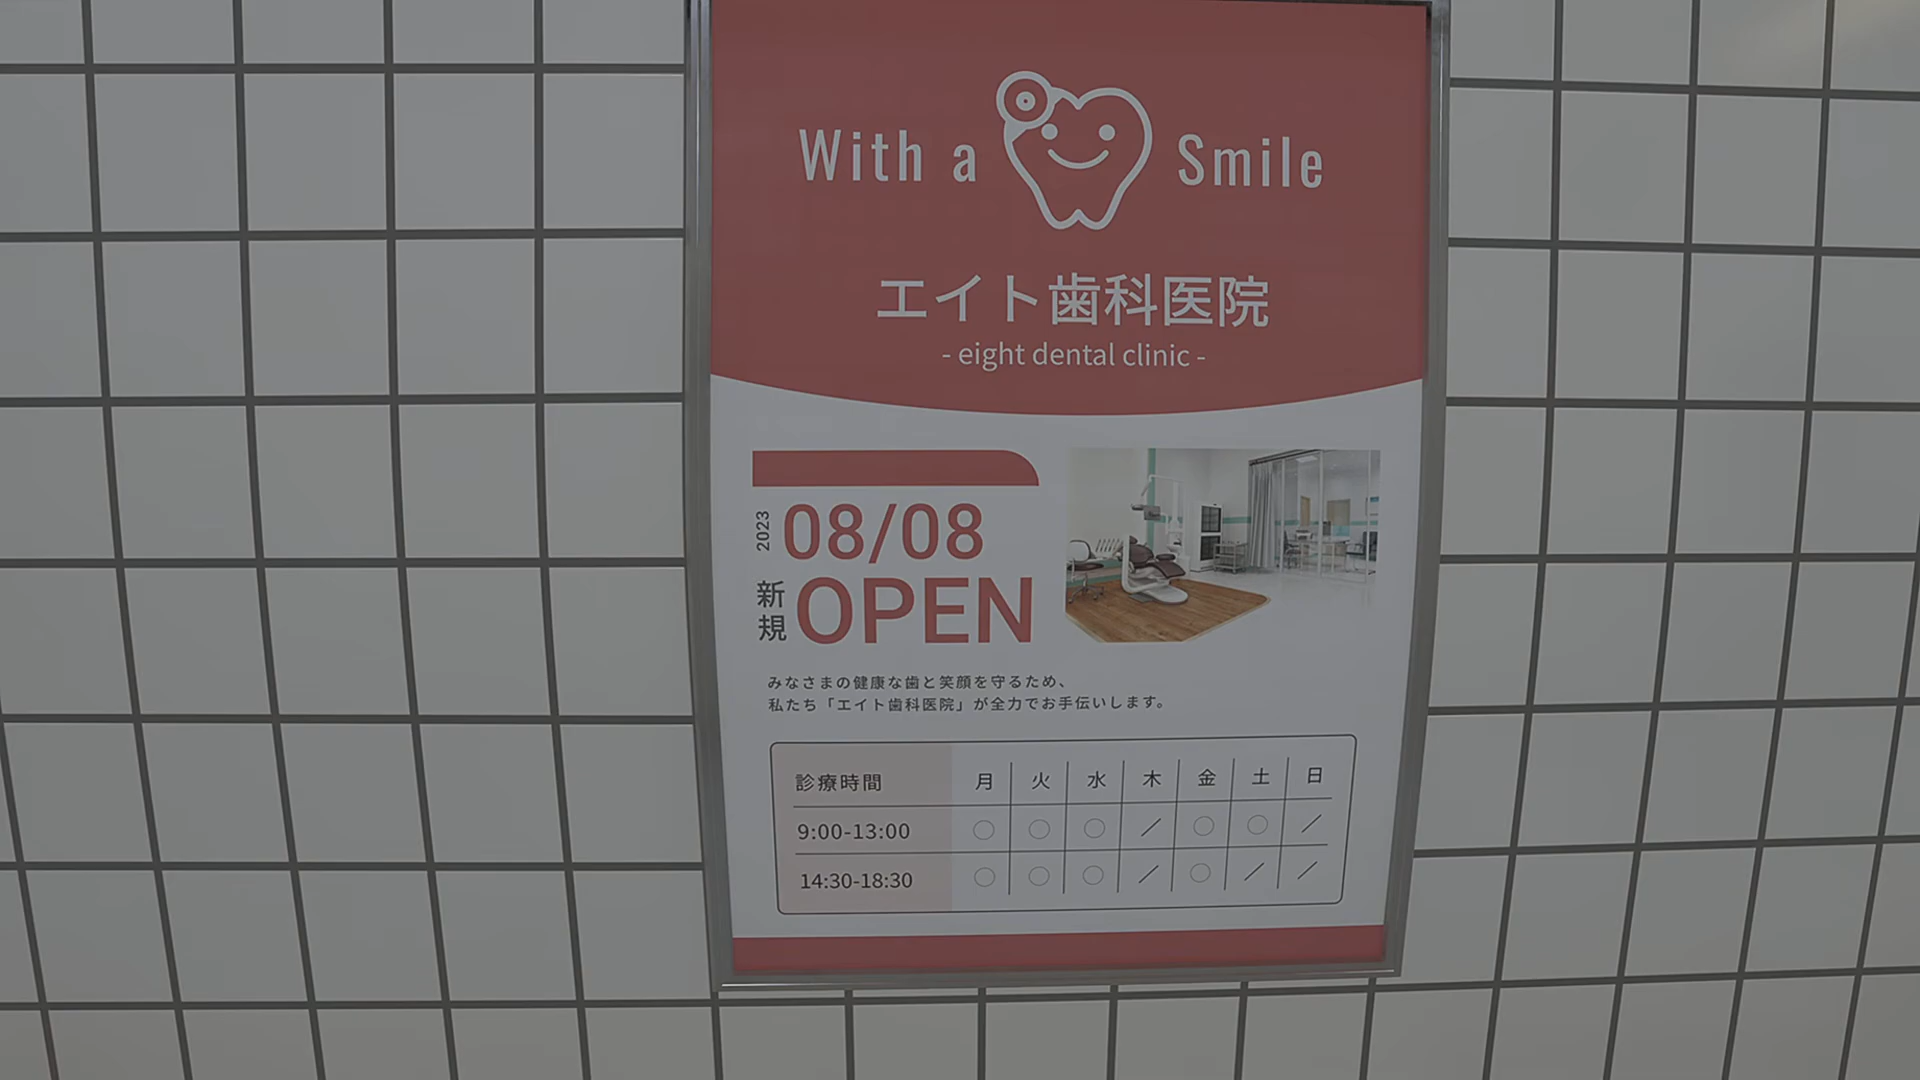 With a Smile
エイト歯科医院
- eight dental clinic -
2023 08/08
新規 OPEN
みなさまの健康な歯と笑顔を守るため、
私たち「エイト歯科医院」が全力でお手伝いします。
診療時間 月 火 水 木 金 土 日
9:00-13:00 ○ ○ ○ ／ ○ ○ ／
14:30-18:30 ○ ○ ○ ／ ○ ／ ／